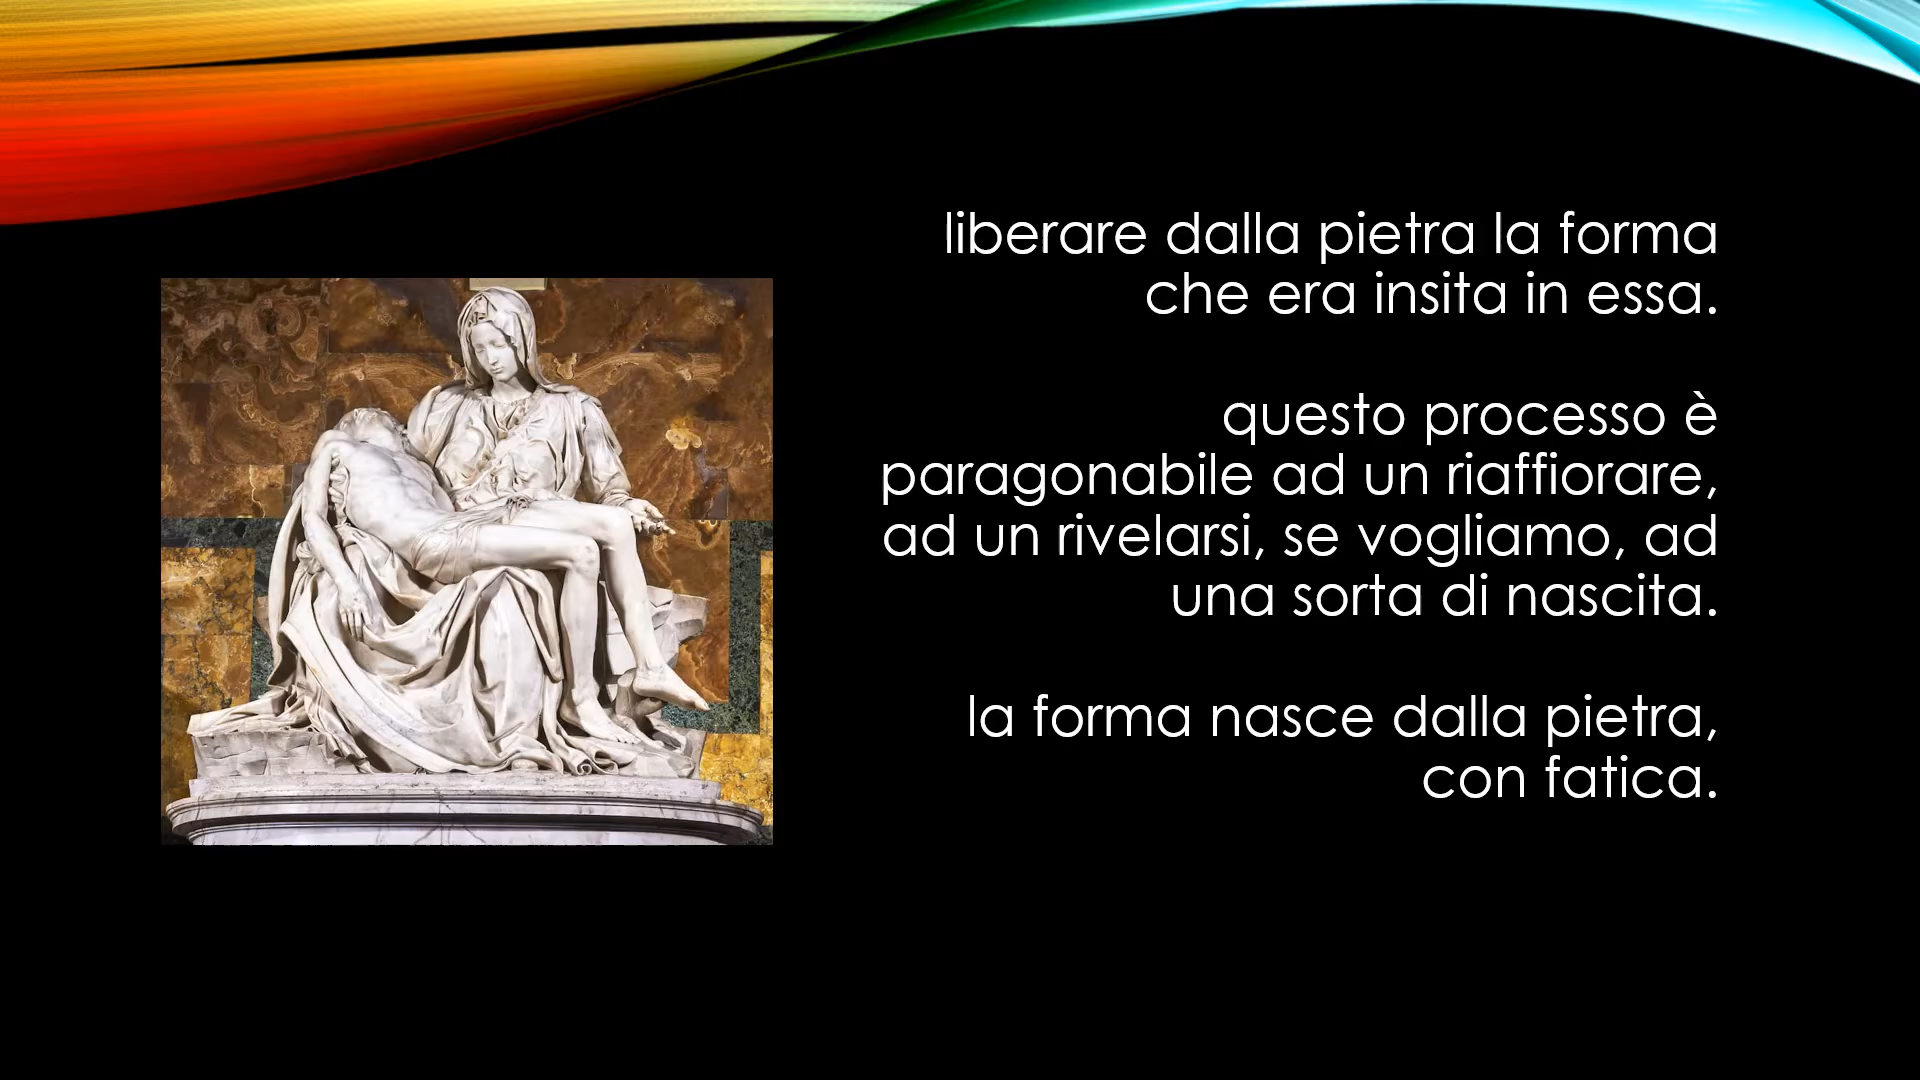 liberare dalla pietra la forma
che era insita in essa.
questo processo è
paragonabile ad un riaffiorare,
ad un rivelarsi, se vogliamo, ad
una sorta di nascita.
la forma nasce dalla pietra,
con fatica.